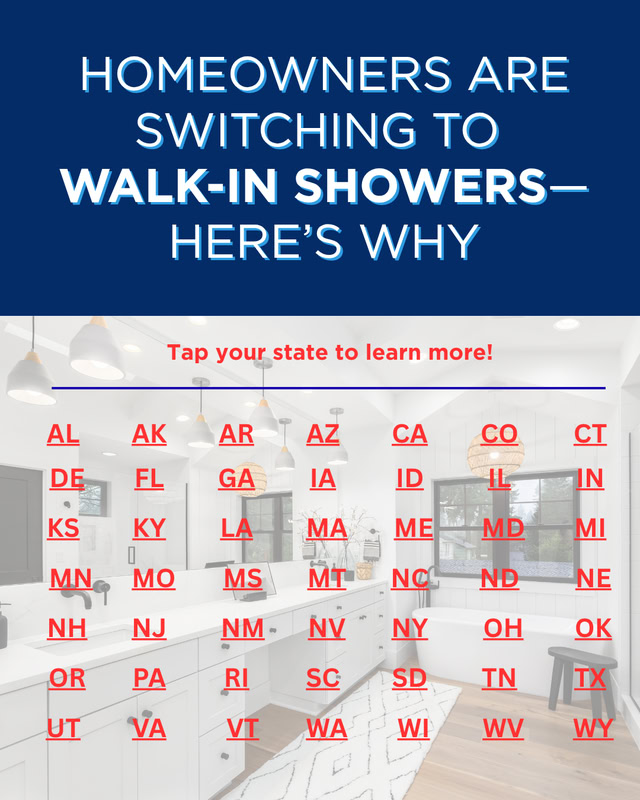 HOMEOWNERS ARE
SWITCHING TO
WALK-IN SHOWERS—
HERE'S WHY
Tap your state to learn more!
AL AK AR AZ CA CO CT
DE FL GA IA ID IL IN
KS KY LA MA ME MD MI
MN MO MS MT NC ND NE
NH NJ NM NV NY OH OK
OR PA RI SC SD TN TX
UT VA VT WA WI WV WY